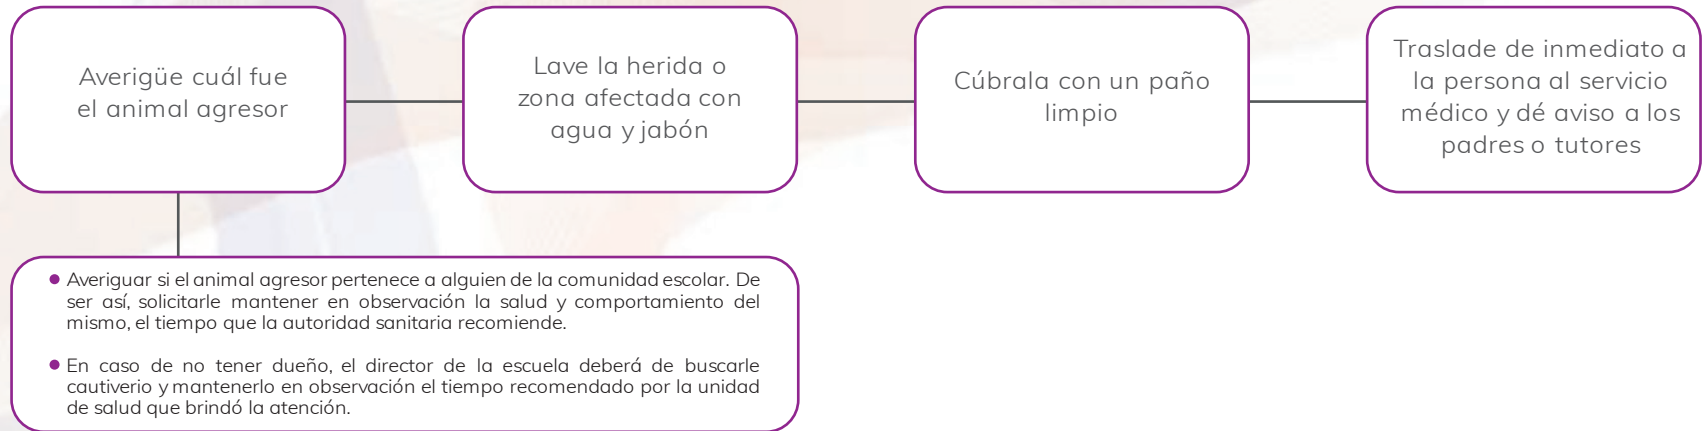 Averigüe cuál fue
el animal agresor
Lave la herida o
zona afectada con
agua y jabón
Cúbrala con un paño
limpio
Traslade de inmediato a
la persona al servicio
médico y dé aviso a los
padres o tutores
● Averiguar si el animal agresor pertenece a alguien de la comunidad escolar. De
ser así, solicitarle mantener en observación la salud y comportamiento del
mismo, el tiempo que la autoridad sanitaria recomiende.
● En caso de no tener dueño, el director de la escuela deberá de buscarle
cautiverio y mantenerlo en observación el tiempo recomendado por la unidad
de salud que brindó la atención.